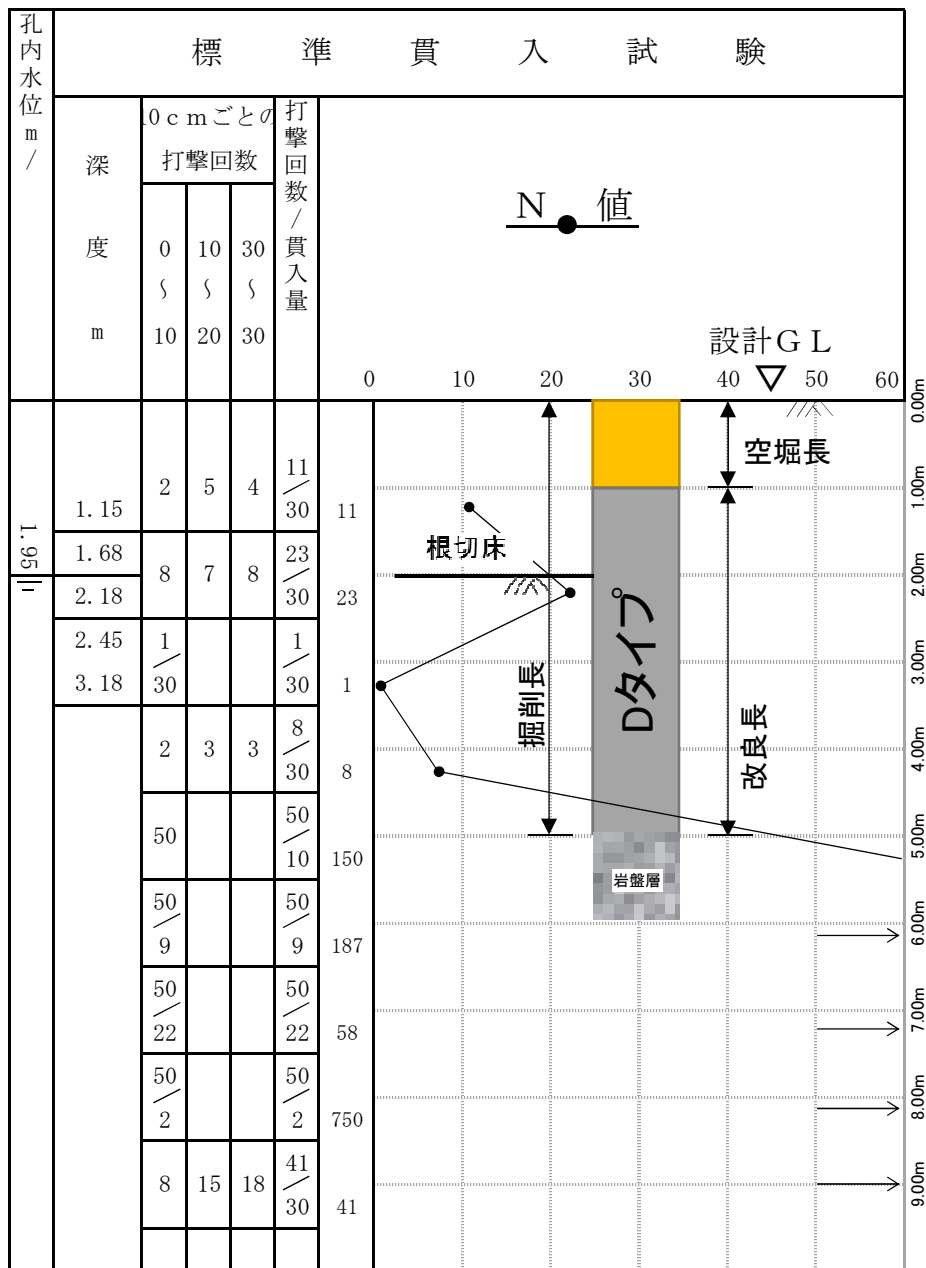 孔内水位m/
標準貫入試験
深度m
10cmごとの
打撃回数
打撃回数/貫入量
0 10 30
〜 〜 〜
10 20 30
N 値
設計GL
0 10 20 30 40 50 60
0.00m
1.00m
2.00m
3.00m
4.00m
5.00m
6.00m
7.00m
8.00m
9.00m
1.95
1.15
1.68
2.18
2.45
3.18
2 5 4 11/30 11
8 7 8 23/30 23
1/30 1/30 1
2 3 3 8/30 8
50 50/10 150
50/9 50/9 187
50/22 50/22 58
50/2 50/2 750
8 15 18 41/30 41
空堀長
根切床
掘削長
Dタイプ
改良長
岩盤層